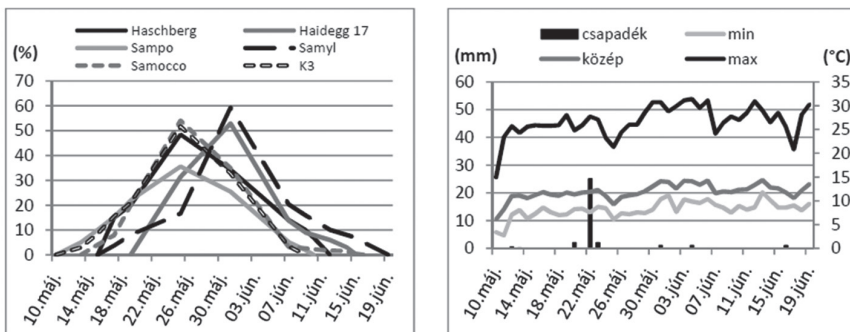 Haschberg Haidegg 17
Sampo Samyl
Samocco K3
(%)
70
60
50
40
30
20
10
0
10.máj. 14.máj. 18.máj. 22.máj. 26.máj. 30.máj. 03.jún. 07.jún. 11.jún. 15.jún. 19.jún.
csapadék min
közép max
(mm) (°C)
60 35
50 30
40 25
30 20
20 15
10 10
0 5
0
10.máj. 14.máj. 18.máj. 22.máj. 26.máj. 30.máj. 03.jún. 07.jún. 11.jún. 15.jún. 19.jún.